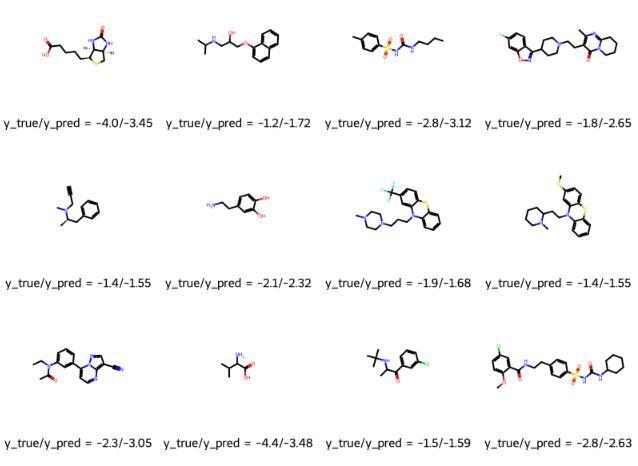 y_true/y_pred = -4.0/-3.45 y_true/y_pred = -1.2/-1.72 y_true/y_pred = -2.8/-3.12 y_true/y_pred = -1.8/-2.65
y_true/y_pred = -1.4/-1.55 y_true/y_pred = -2.1/-2.32 y_true/y_pred = -1.9/-1.68 y_true/y_pred = -1.4/-1.55
y_true/y_pred = -2.3/-3.05 y_true/y_pred = -4.4/-3.48 y_true/y_pred = -1.5/-1.59 y_true/y_pred = -2.8/-2.63